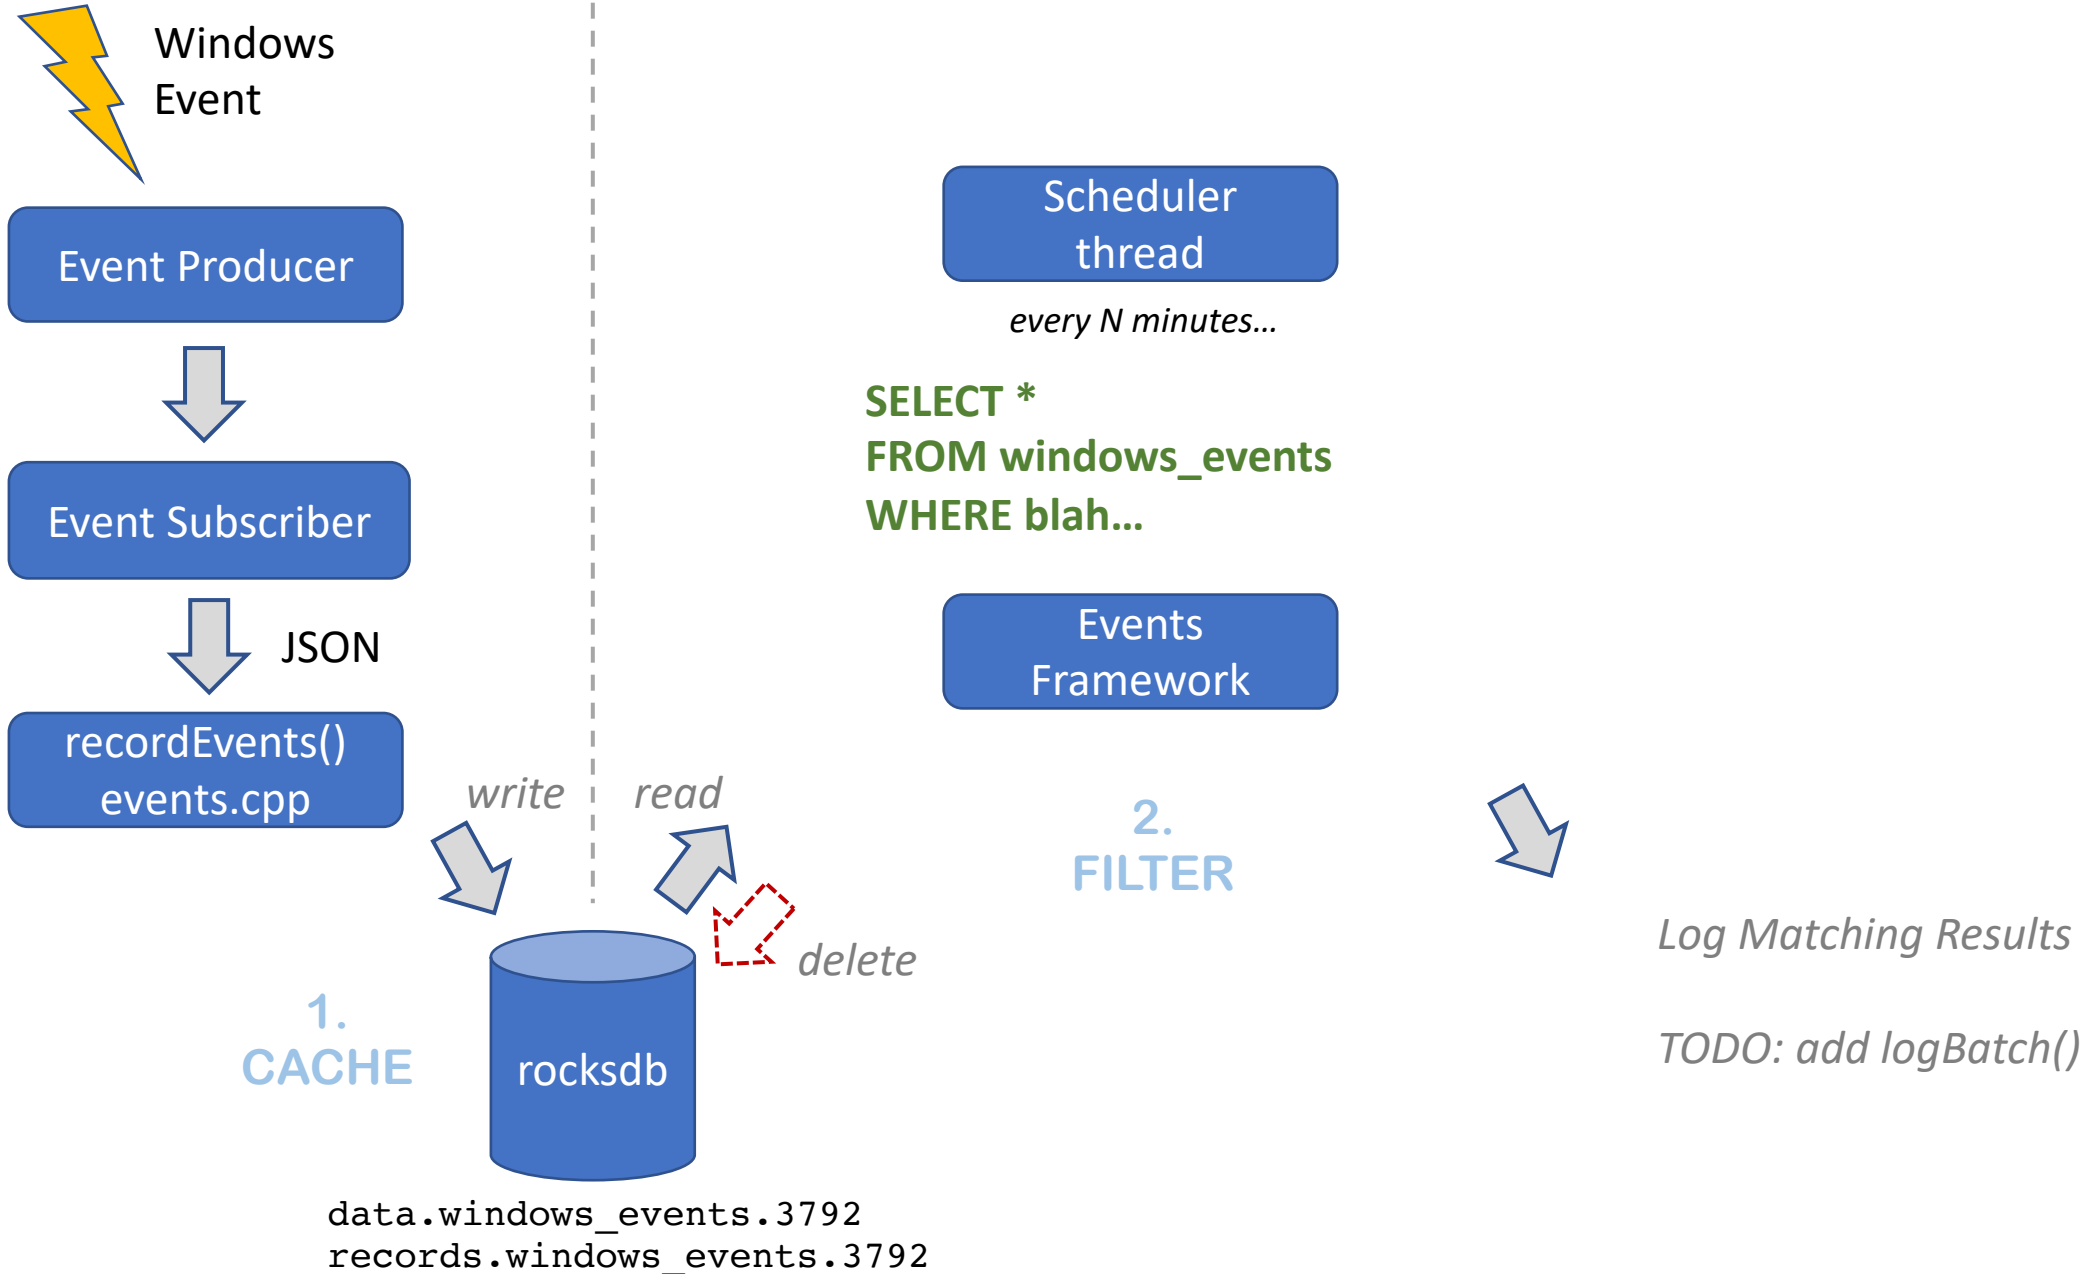 Windows
Event
Event Producer
Event Subscriber
JSON
recordEvents()
events.cpp
write
read
delete
1.
CACHE
rocksdb
data.windows_events.3792
records.windows_events.3792
Scheduler
thread
every N minutes…
SELECT *
FROM windows_events
WHERE blah…
Events
Framework
2.
FILTER
Log Matching Results
TODO: add logBatch()